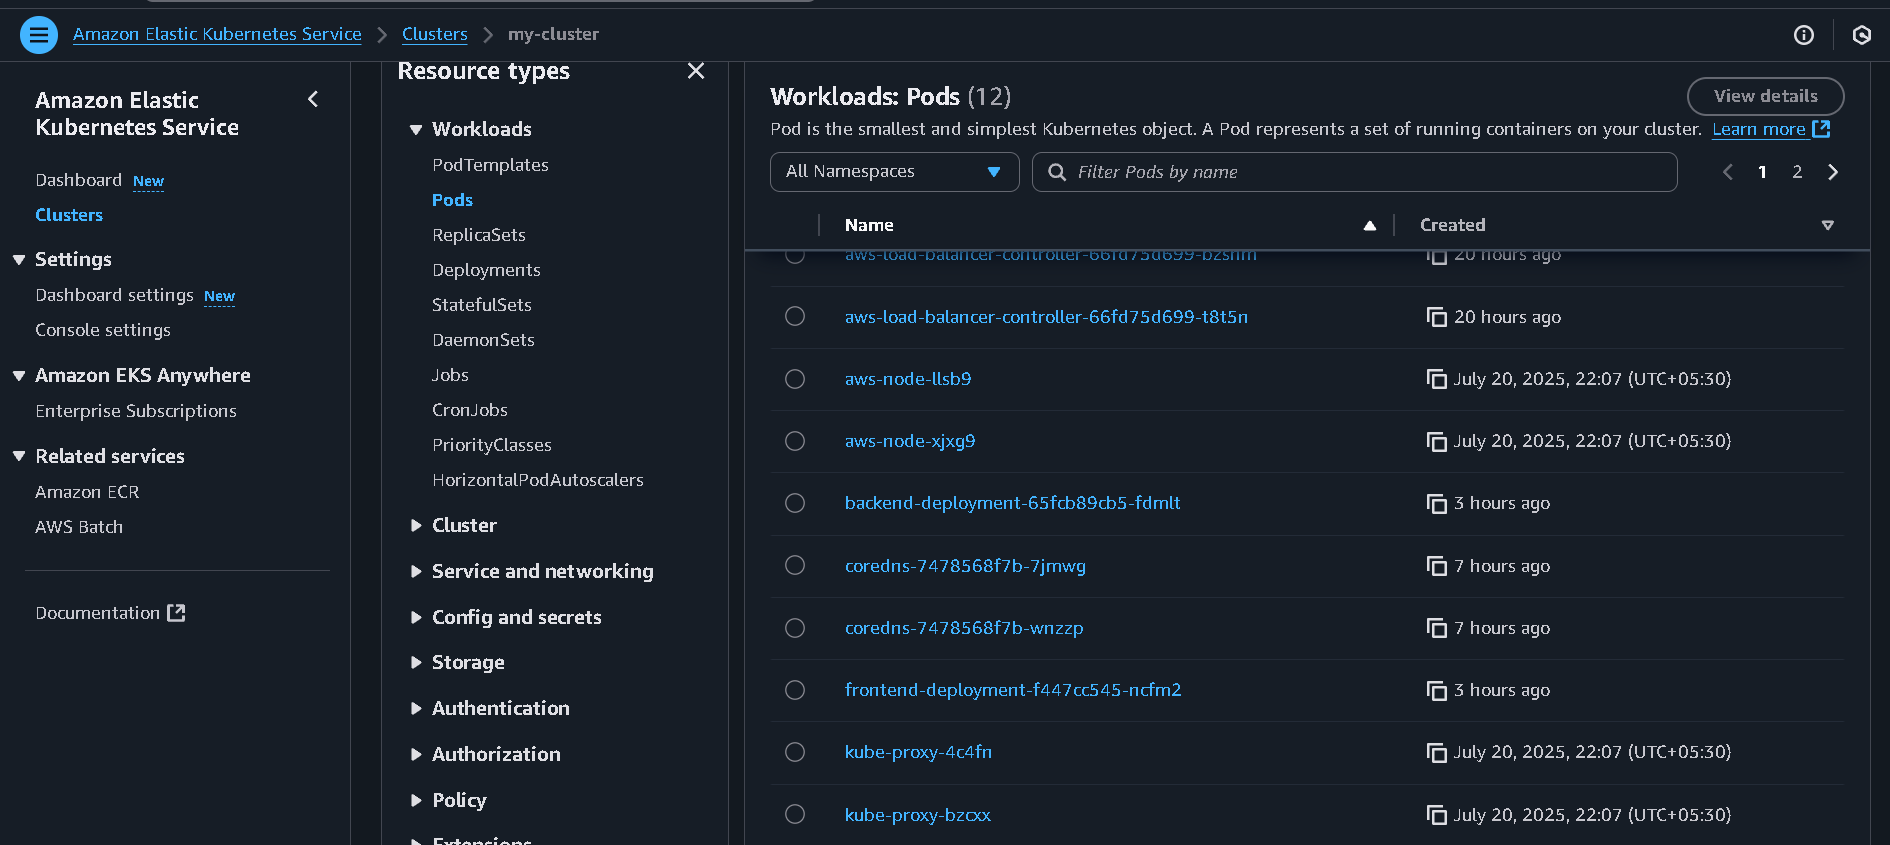 Amazon Elastic Kubernetes Service
Clusters
my-cluster
Amazon Elastic
Kubernetes Service
Dashboard New
Clusters
Settings
Dashboard settings New
Console settings
Amazon EKS Anywhere
Enterprise Subscriptions
Related services
Amazon ECR
AWS Batch
Documentation
Resource types
Workloads
PodTemplates
Pods
ReplicaSets
Deployments
StatefulSets
DaemonSets
Jobs
CronJobs
PriorityClasses
HorizontalPodAutoscalers
Cluster
Service and networking
Config and secrets
Storage
Authentication
Authorization
Policy
Extensions
Workloads: Pods (12)
View details
Pod is the smallest and simplest Kubernetes object. A Pod represents a set of running containers on your cluster. Learn more
All Namespaces
Filter Pods by name
1 2
Name Created
20 hours ago
aws-load-balancer-controller-66fd75d699-t8t5n 20 hours ago
aws-node-llsb9 July 20, 2025, 22:07 (UTC+05:30)
aws-node-xjxg9 July 20, 2025, 22:07 (UTC+05:30)
backend-deployment-65fcb89cb5-fdmlt 3 hours ago
coredns-7478568f7b-7jmwg 7 hours ago
coredns-7478568f7b-wnzzp 7 hours ago
frontend-deployment-f447cc545-ncfm2 3 hours ago
kube-proxy-4c4fn July 20, 2025, 22:07 (UTC+05:30)
kube-proxy-bzcxx July 20, 2025, 22:07 (UTC+05:30)